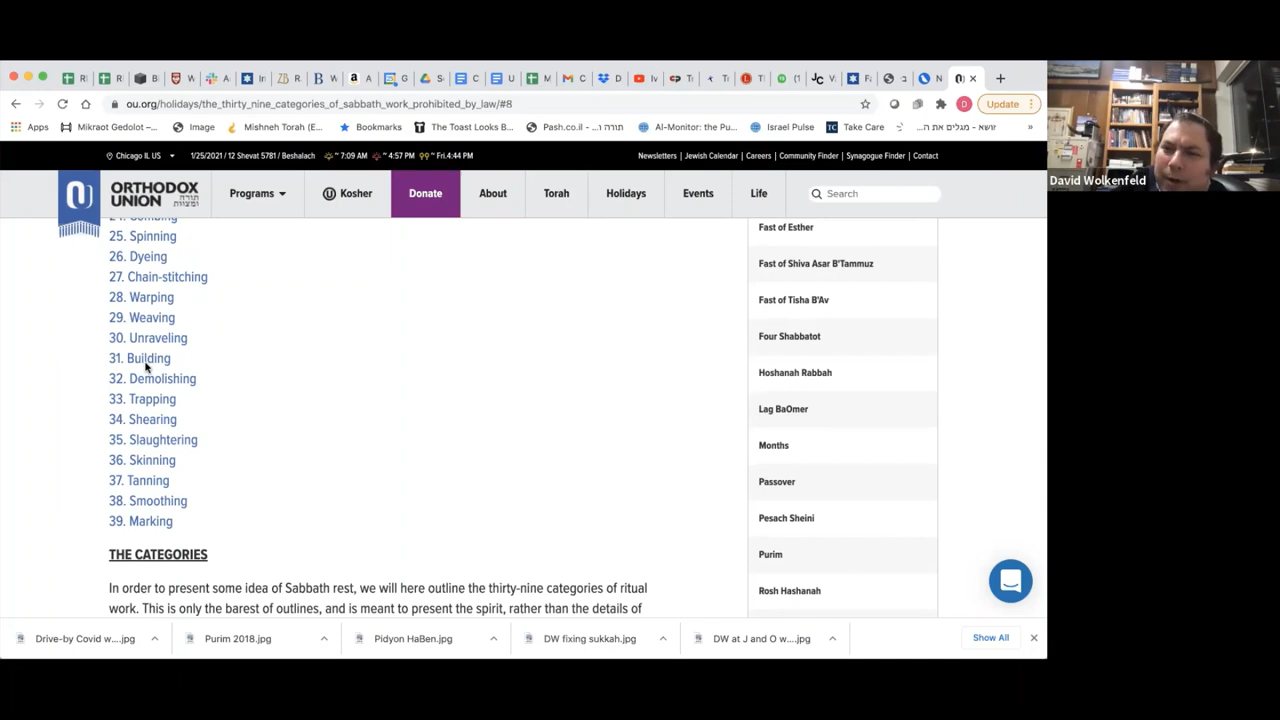 ou.org/holidays/the_thirty_nine_categories_of_sabbath_work_prohibited_by_law/#8
Update
Apps
Mikraot Gedolot –...
Image
Mishneh Torah (E...
Bookmarks
The Toast Looks B...
Pash.co.il – ... תורה
Al-Monitor: the Pu...
Israel Pulse
Take Care
נושא - מגלים את ה...
»
Chicago IL US
1/25/2021 / 12 Shevat 5781 / Beshalach
7:09 AM
4:57 PM
Fri.4:44 PM
Newsletters | Jewish Calendar | Careers | Community Finder | Synagogue Finder | Contact
ORTHODOX
UNION תורה ומצוות
Programs
Kosher
Donate
About
Torah
Holidays
Events
Life
Search
David Wolkenfeld
24. Combing
25. Spinning
26. Dyeing
27. Chain-stitching
28. Warping
29. Weaving
30. Unraveling
31. Building
32. Demolishing
33. Trapping
34. Shearing
35. Slaughtering
36. Skinning
37. Tanning
38. Smoothing
39. Marking
THE CATEGORIES
In order to present some idea of Sabbath rest, we will here outline the thirty-nine categories of ritual
work. This is only the barest of outlines, and is meant to present the spirit, rather than the details of
Fast of Esther
Fast of Shiva Asar B'Tammuz
Fast of Tisha B'Av
Four Shabbatot
Hoshanah Rabbah
Lag BaOmer
Months
Passover
Pesach Sheini
Purim
Rosh Hashanah
Drive-by Covid w....jpg
Purim 2018.jpg
Pidyon HaBen.jpg
DW fixing sukkah.jpg
DW at J and O w....jpg
Show All